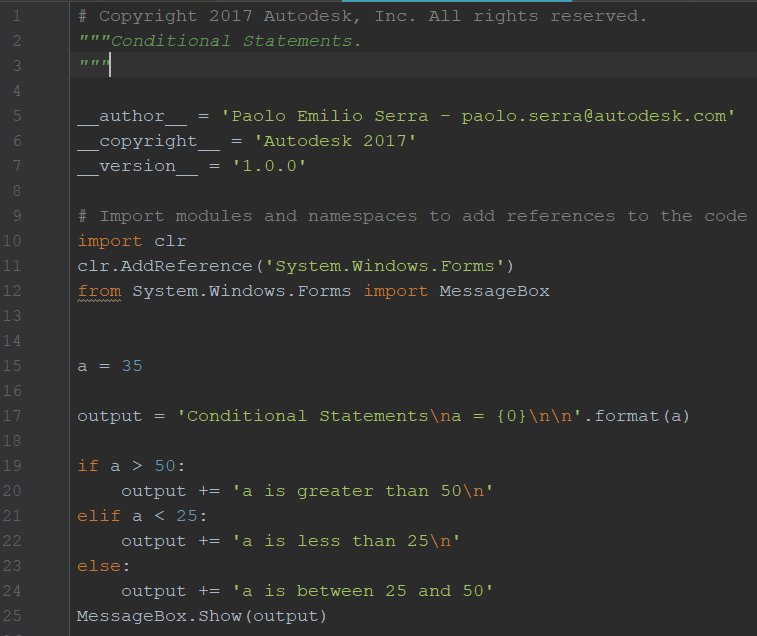 1 # Copyright 2017 Autodesk, Inc. All rights reserved.
2 """Conditional Statements.
3 """
4
5 __author__ = 'Paolo Emilio Serra - paolo.serra@autodesk.com'
6 __copyright__ = 'Autodesk 2017'
7 __version__ = '1.0.0'
8
9 # Import modules and namespaces to add references to the code
10 import clr
11 clr.AddReference('System.Windows.Forms')
12 from System.Windows.Forms import MessageBox
13
14
15 a = 35
16
17 output = 'Conditional Statements\na = {0}\n\n'.format(a)
18
19 if a > 50:
20     output += 'a is greater than 50\n'
21 elif a < 25:
22     output += 'a is less than 25\n'
23 else:
24     output += 'a is between 25 and 50'
25 MessageBox.Show(output)